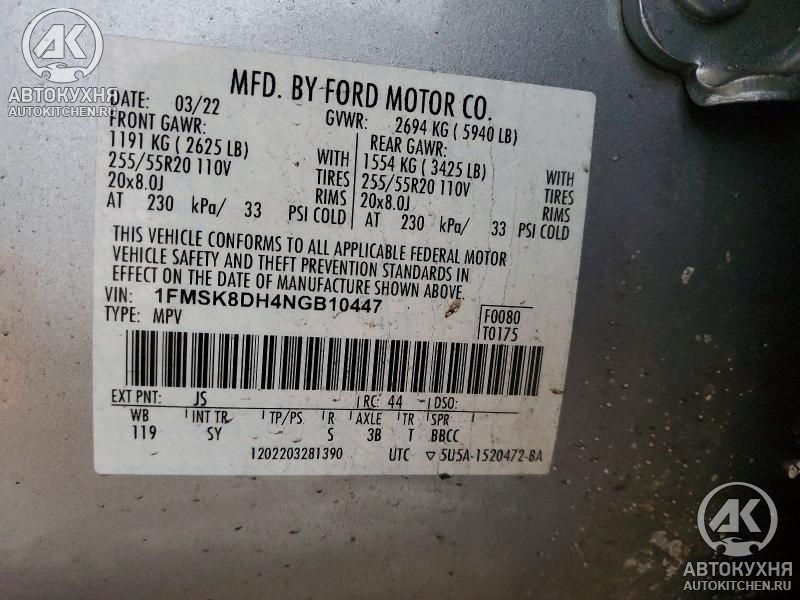 АВТОКУХНЯ
AUTOKITCHEN.RU
MFD. BY FORD MOTOR CO.
DATE: 03/22 GVWR: 2694 KG ( 5940 LB)
FRONT GAWR: REAR GAWR:
1191 KG ( 2625 LB) WITH 1554 KG ( 3425 LB) WITH
255/55R20 110V TIRES 255/55R20 110V TIRES
20x8.0J RIMS 20x8.0J RIMS
AT 230 kPa/ 33 PSI COLD AT 230 kPa/ 33 PSI COLD
THIS VEHICLE CONFORMS TO ALL APPLICABLE FEDERAL MOTOR
VEHICLE SAFETY AND THEFT PREVENTION STANDARDS IN
EFFECT ON THE DATE OF MANUFACTURE SHOWN ABOVE.
VIN: 1FMSK8DH4NGB10447 F0080
TYPE: MPV T0175
EXT PNT: JS RC: 44 DSO:
WB INT TR TP/PS R AXLE TR SPR
119 SY S 3B T BBCC
1202203281390 UTC ▽ 5U5A-1520472-BA
АВТОКУХНЯ
AUTOKITCHEN.RU